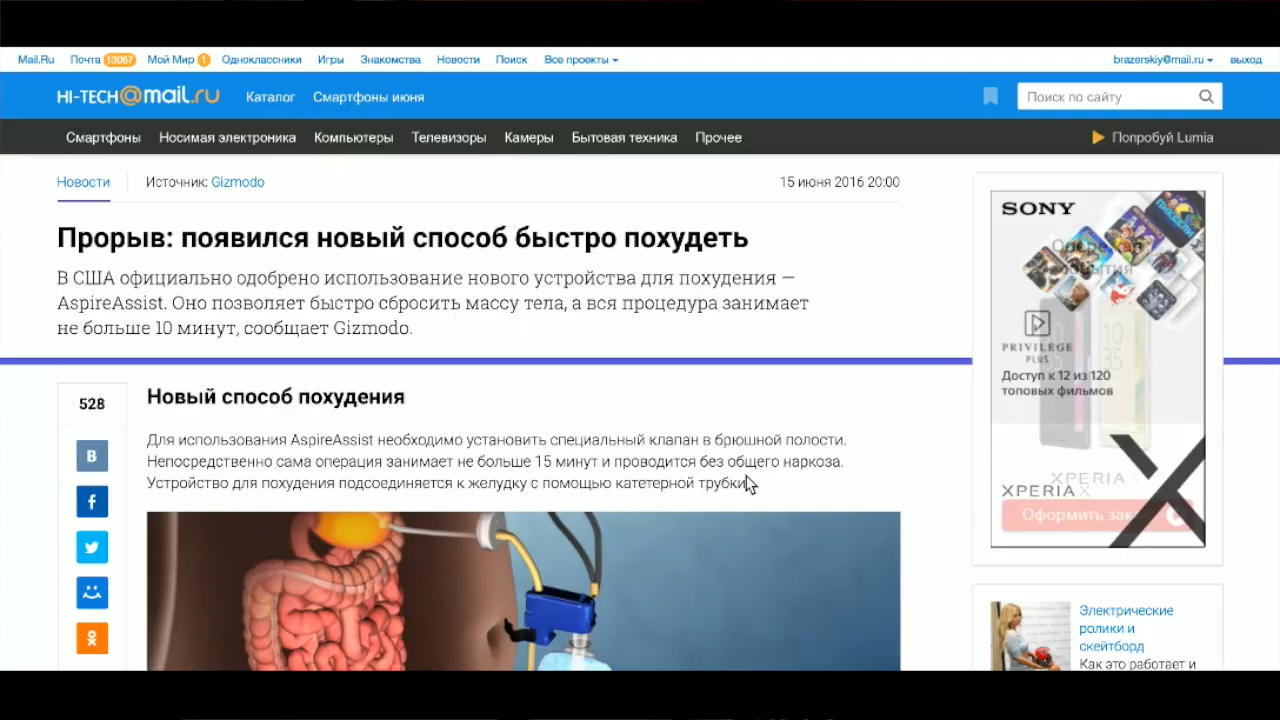 Mail.Ru Почта 13067 Мой Мир 1 Одноклассники Игры Знакомства Новости Поиск Все проекты brazerskiy@mail.ru выход
HI-TECH@mail.ru Каталог Смартфоны июня Поиск по сайту
Смартфоны Носимая электроника Компьютеры Телевизоры Камеры Бытовая техника Прочее Попробуй Lumia
Новости Источник: Gizmodo 15 июня 2016 20:00
Прорыв: появился новый способ быстро похудеть
В США официально одобрено использование нового устройства для похудения —
AspireAssist. Оно позволяет быстро сбросить массу тела, а вся процедура занимает
не больше 10 минут, сообщает Gizmodo.
528
Новый способ похудения
Для использования AspireAssist необходимо установить специальный клапан в брюшной полости.
Непосредственно сама операция занимает не больше 15 минут и проводится без общего наркоза.
Устройство для похудения подсоединяется к желудку с помощью катетерной трубки.
SONY
PRIVILEGE
PLUS
Доступ к 12 из 120
топовых фильмов
XPERIA
XPERIA X
Оформить
Электрические
ролики и
скейтборд
Как это работает и